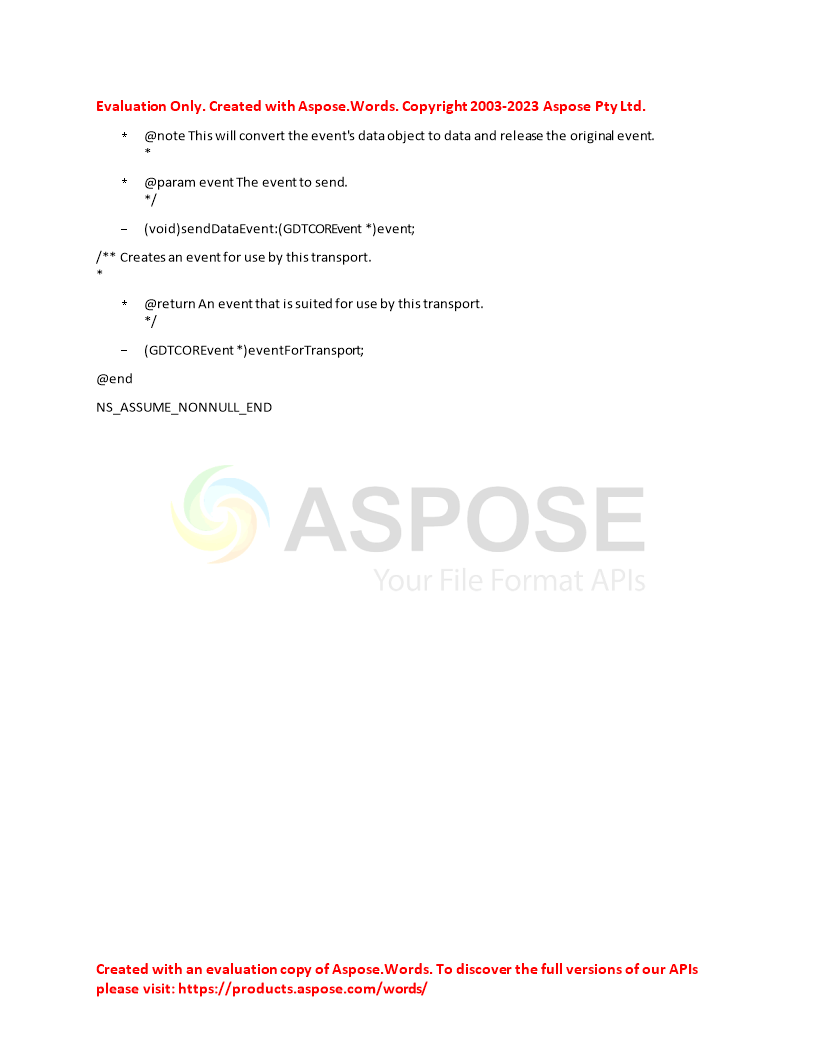 Evaluation Only. Created with Aspose.Words. Copyright 2003-2023 Aspose Pty Ltd.
* @note This will convert the event's data object to data and release the original event.
*
* @param event The event to send.
*/
– (void)sendDataEvent:(GDTCOREvent *)event;
/** Creates an event for use by this transport.
*
* @return An event that is suited for use by this transport.
*/
– (GDTCOREvent *)eventForTransport;
@end
NS_ASSUME_NONNULL_END
ASPOSE
Your File Format APIs
Created with an evaluation copy of Aspose.Words. To discover the full versions of our APIs
please visit: https://products.aspose.com/words/